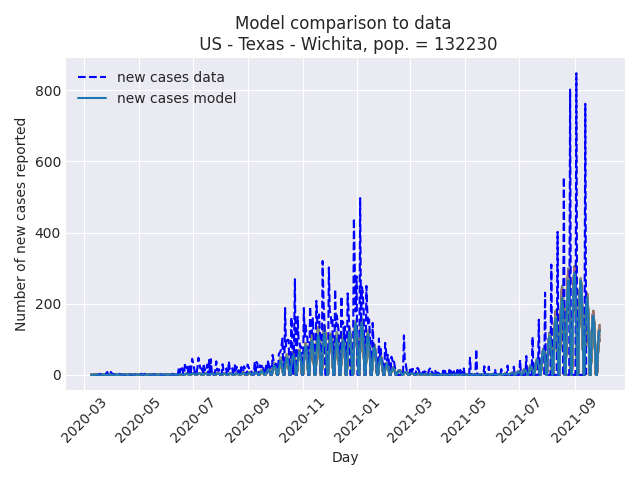 Model comparison to data
US - Texas - Wichita, pop. = 132230
new cases data
new cases model
Number of new cases reported
800
600
400
200
0
2020-03
2020-05
2020-07
2020-09
2020-11
2021-01
2021-03
2021-05
2021-07
2021-09
Day